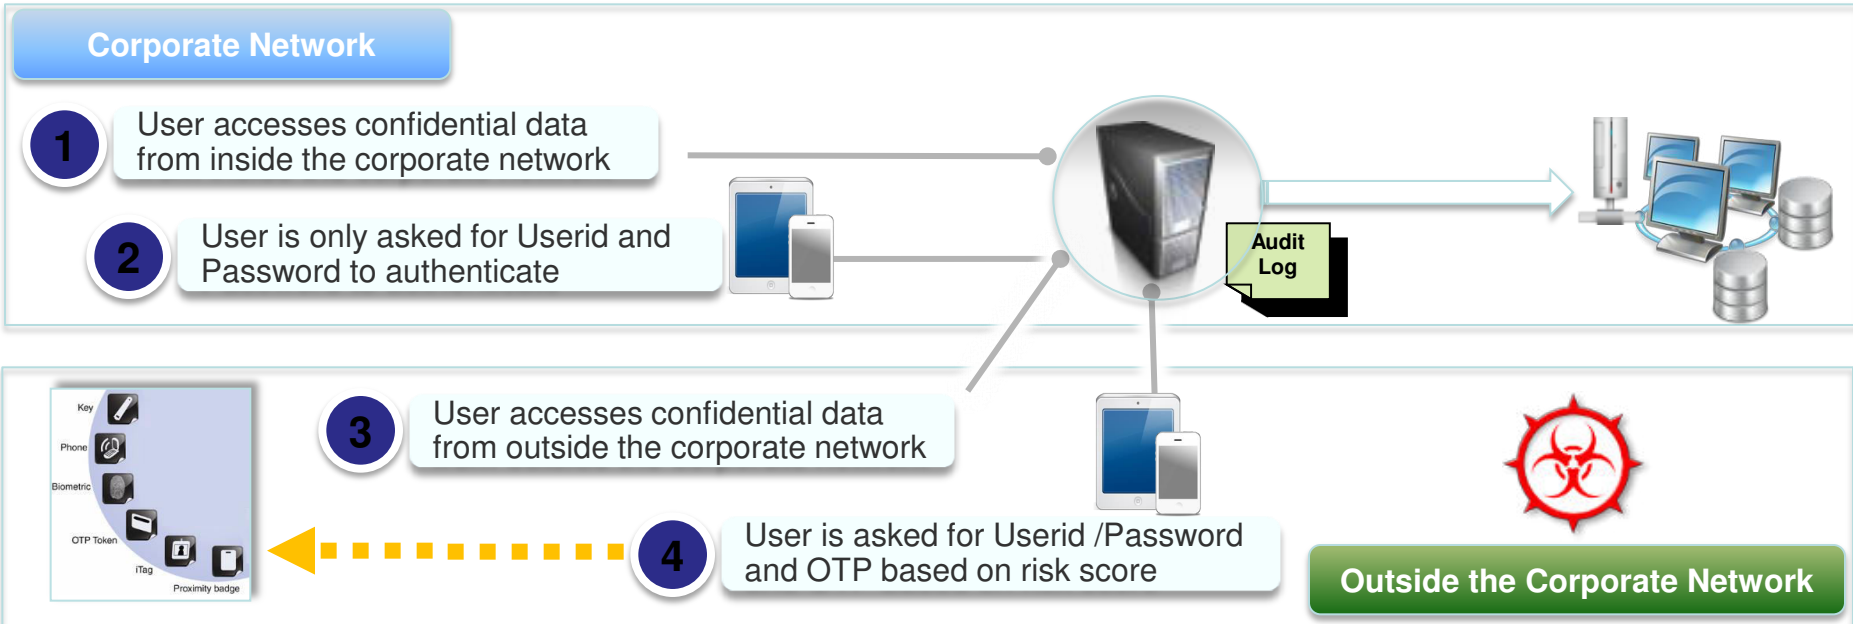 Corporate Network
1
User accesses confidential data
from inside the corporate network
2
User is only asked for Userid and
Password to authenticate
Audit
Log
Key
Phone
Biometric
OTP Token
iTag
Proximity badge
3
User accesses confidential data
from outside the corporate network
4
User is asked for Userid /Password
and OTP based on risk score
Outside the Corporate Network